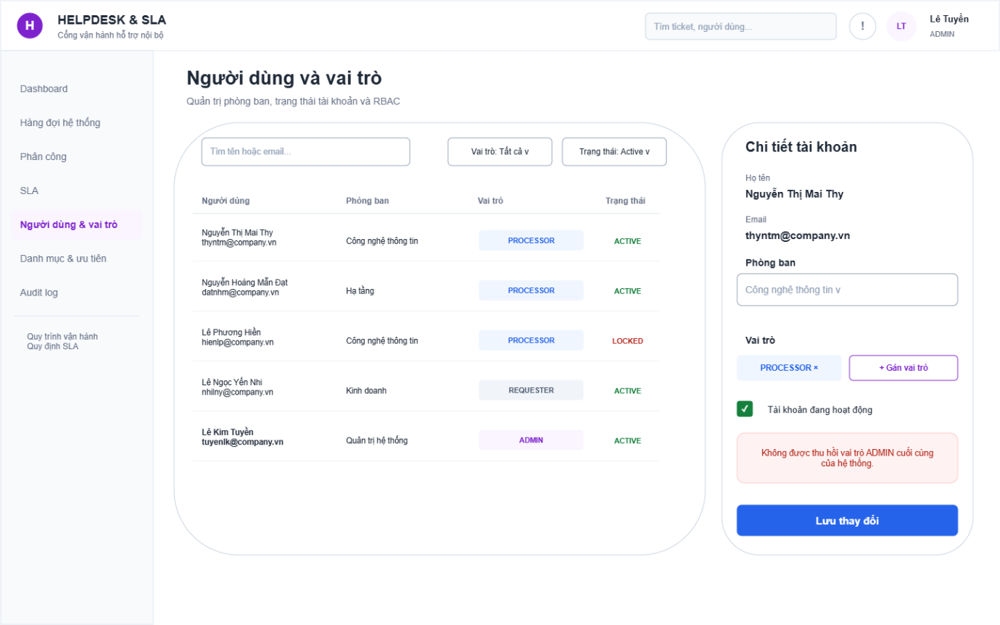 H
HELPDESK & SLA
Cổng vận hành hỗ trợ nội bộ
Tìm ticket, người dùng...
!
LT
Lê Tuyền
ADMIN
Dashboard
Hàng đợi hệ thống
Phân công
SLA
Người dùng & vai trò
Danh mục & ưu tiên
Audit log
Quy trình vận hành
Quy định SLA
Người dùng và vai trò
Quản trị phòng ban, trạng thái tài khoản và RBAC
Tìm tên hoặc email...
Vai trò: Tất cả v
Trạng thái: Active v
Người dùng Phòng ban Vai trò Trạng thái
Nguyễn Thị Mai Thy
thyntm@company.vn
Công nghệ thông tin
PROCESSOR
ACTIVE
Nguyễn Hoàng Mẫn Đạt
datnhm@company.vn
Hạ tầng
PROCESSOR
ACTIVE
Lê Phương Hiền
hienlp@company.vn
Công nghệ thông tin
PROCESSOR
LOCKED
Lê Ngọc Yến Nhi
nhilny@company.vn
Kinh doanh
REQUESTER
ACTIVE
Lê Kim Tuyền
tuyenlk@company.vn
Quản trị hệ thống
ADMIN
ACTIVE
Chi tiết tài khoản
Họ tên
Nguyễn Thị Mai Thy
Email
thyntm@company.vn
Phòng ban
Công nghệ thông tin v
Vai trò
PROCESSOR ×
+ Gán vai trò
✓
Tài khoản đang hoạt động
Không được thu hồi vai trò ADMIN cuối cùng
của hệ thống.
Lưu thay đổi